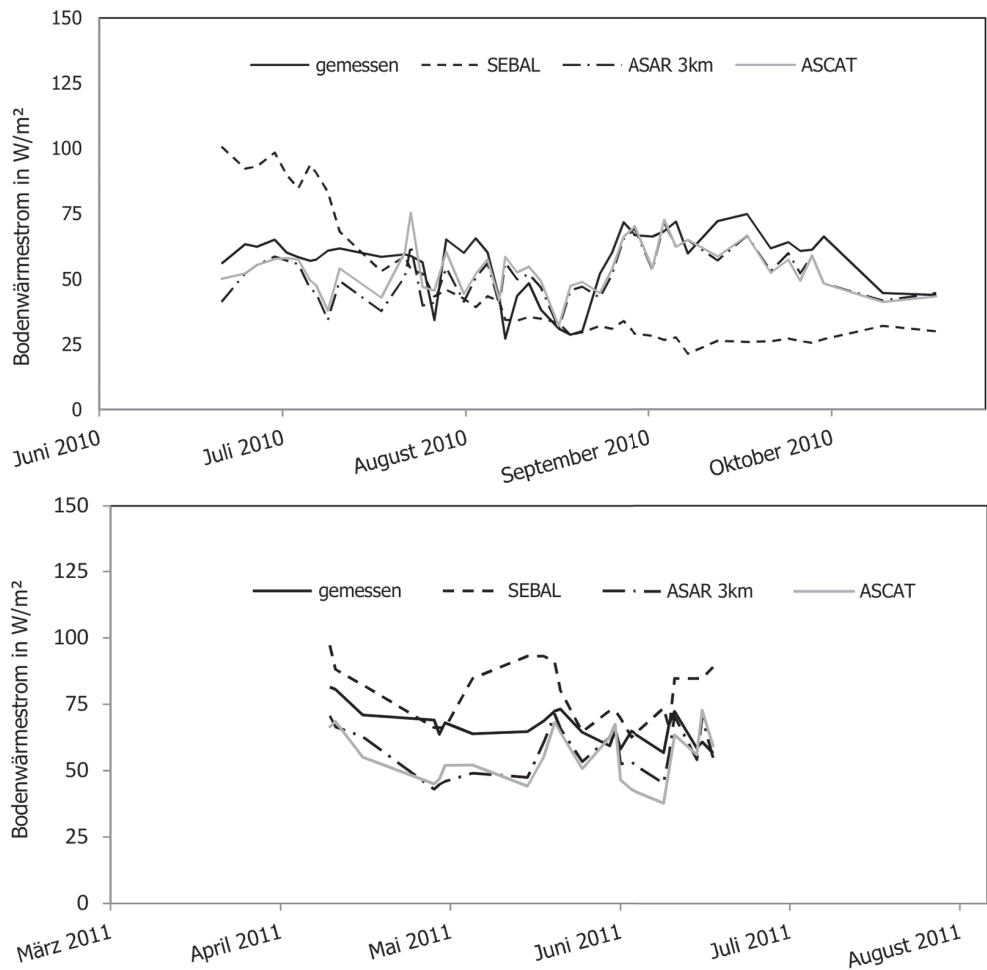 150
125
100
75
50
25
0
Bodenwärmestrom in W/m²
gemessen SEBAL ASAR 3km ASCAT
Juni 2010 Juli 2010 August 2010 September 2010 Oktober 2010
150
125
100
75
50
25
0
Bodenwärmestrom in W/m²
gemessen SEBAL ASAR 3km ASCAT
März 2011 April 2011 Mai 2011 Juni 2011 Juli 2011 August 2011